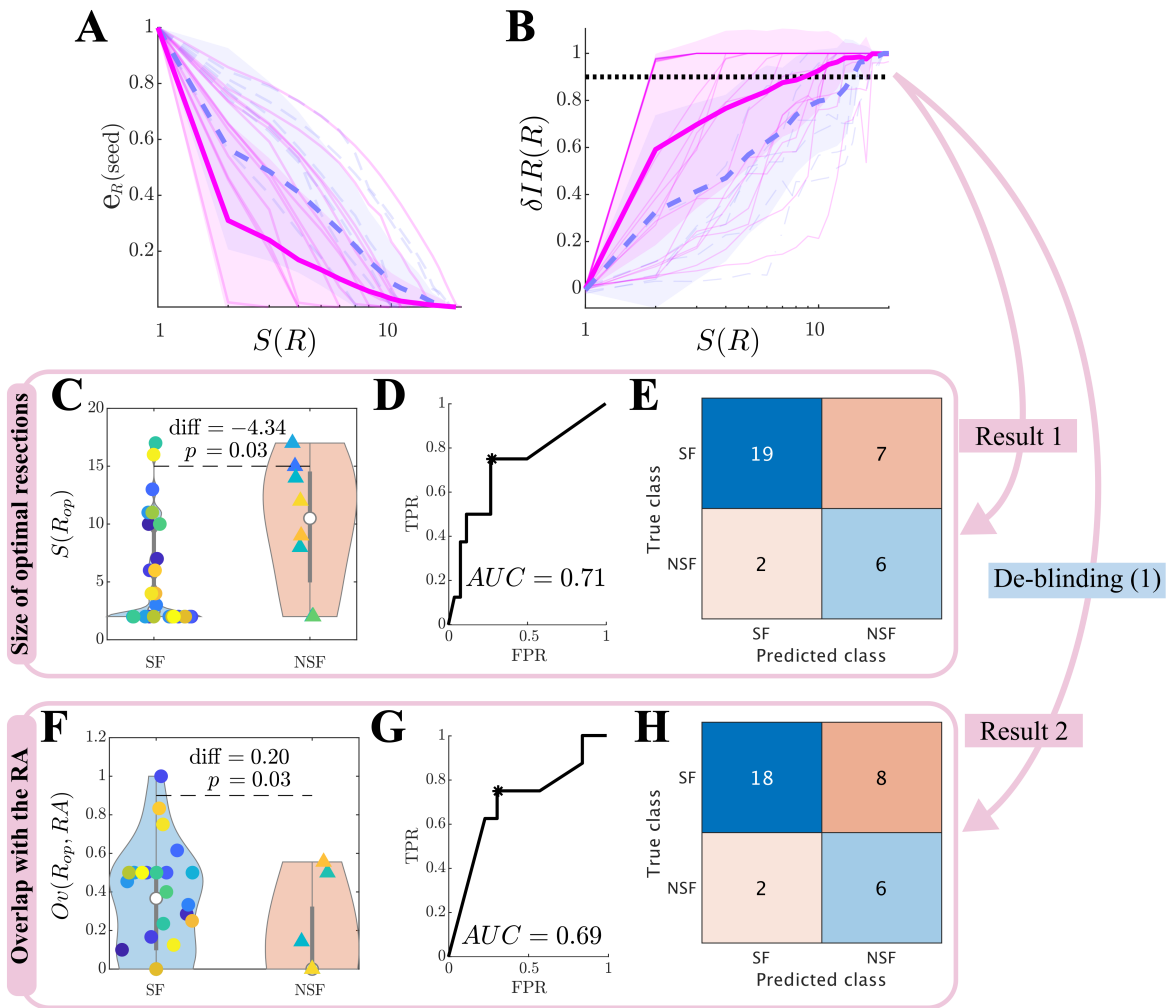 A
1
0.8
0.6
0.4
0.2
e_R(seed)
1
10
S(R)
B
1
0.8
0.6
0.4
0.2
0
δIR(R)
1
10
S(R)
Result 1
De-blinding (1)
Result 2
Size of optimal resections
C
20
15
10
5
0
S(R_op)
diff = −4.34
p = 0.03
SF
NSF
D
1
0.8
0.6
0.4
0.2
0
TPR
AUC = 0.71
0
0.5
1
FPR
E
True class
SF
19
7
NSF
2
6
SF
NSF
Predicted class
Overlap with the RA
F
1.2
1
0.8
0.6
0.4
0.2
0
Ov(R_op, RA)
diff = 0.20
p = 0.03
SF
NSF
G
1
0.8
0.6
0.4
0.2
0
TPR
AUC = 0.69
0
0.5
1
FPR
H
True class
SF
18
8
NSF
2
6
SF
NSF
Predicted class